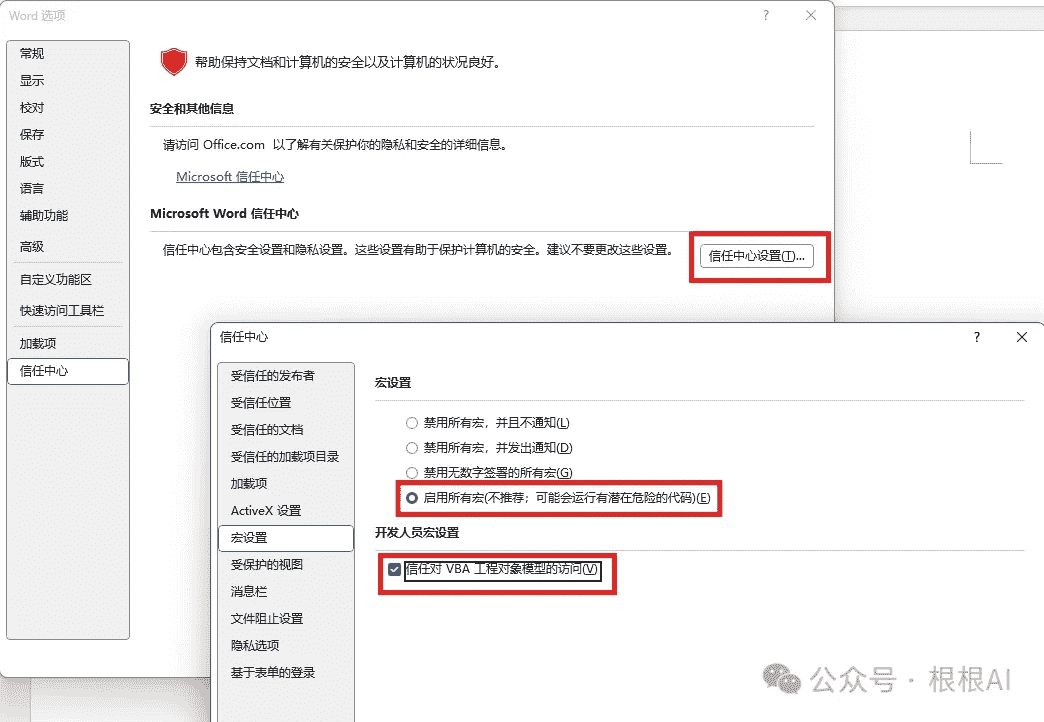 Word 选项
常规
显示
校对
保存
版式
语言
辅助功能
高级
自定义功能区
快速访问工具栏
加载项
信任中心
帮助保持文档和计算机的安全以及计算机的状况良好。
安全和其他信息
请访问 Office.com 以了解有关保护你的隐私和安全的详细信息。
Microsoft 信任中心
Microsoft Word 信任中心
信任中心包含安全设置和隐私设置。这些设置有助于保护计算机的安全。建议不要更改这些设置。
信任中心设置(T)...
信任中心
受信任的发布者
受信任位置
受信任的文档
受信任的加载项目录
加载项
ActiveX 设置
宏设置
受保护的视图
消息栏
文件阻止设置
隐私选项
基于表单的登录
宏设置
禁用所有宏，并且不通知(L)
禁用所有宏，并发出通知(D)
禁用无数字签署的所有宏(G)
启用所有宏(不推荐；可能会运行有潜在危险的代码)(E)
开发人员宏设置
信任对 VBA 工程对象模型的访问(V)
公众号 · 根根AI